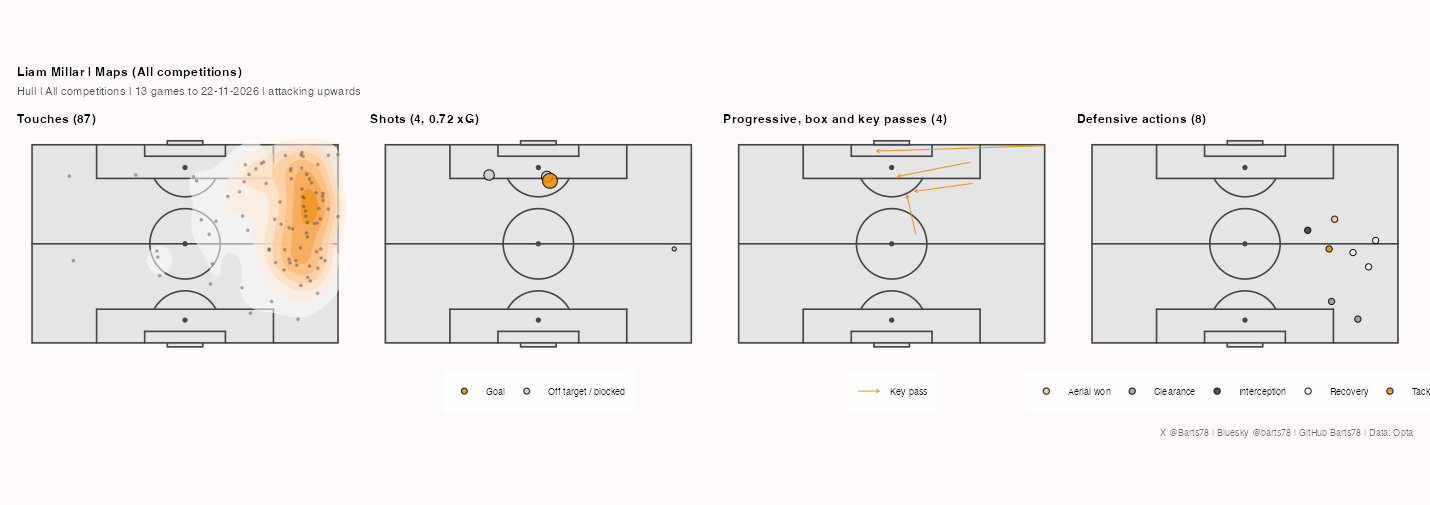 Liam Millar | Maps (All competitions)
Hull | All competitions | 13 games to 22-11-2026 | attacking upwards
Touches (87)
Shots (4, 0.72 xG)
Progressive, box and key passes (4)
Defensive actions (8)
Goal
Off target / blocked
Key pass
Aerial won
Clearance
Interception
Recovery
Tack
X @Barts78 | Bluesky @barts78 | GitHub Barts78 | Data: Opta